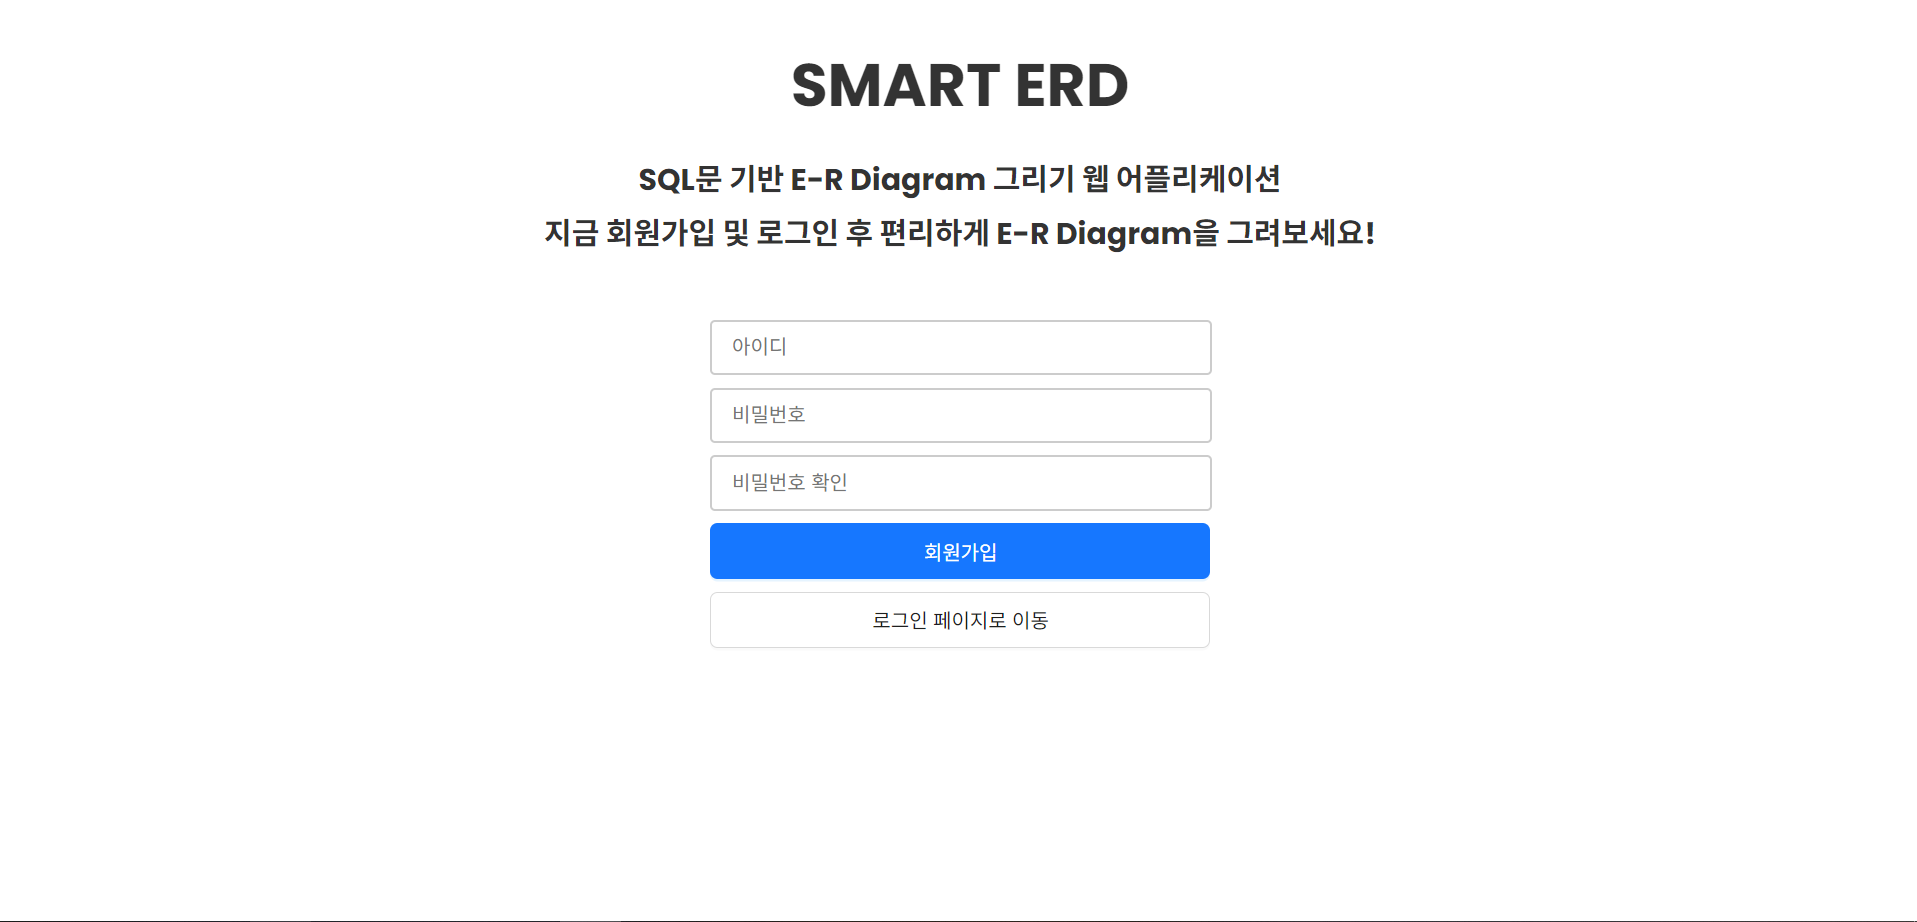 SMART ERD
SQL문 기반 E-R Diagram 그리기 웹 어플리케이션
지금 회원가입 및 로그인 후 편리하게 E-R Diagram을 그려보세요!
아이디
비밀번호
비밀번호 확인
회원가입
로그인 페이지로 이동